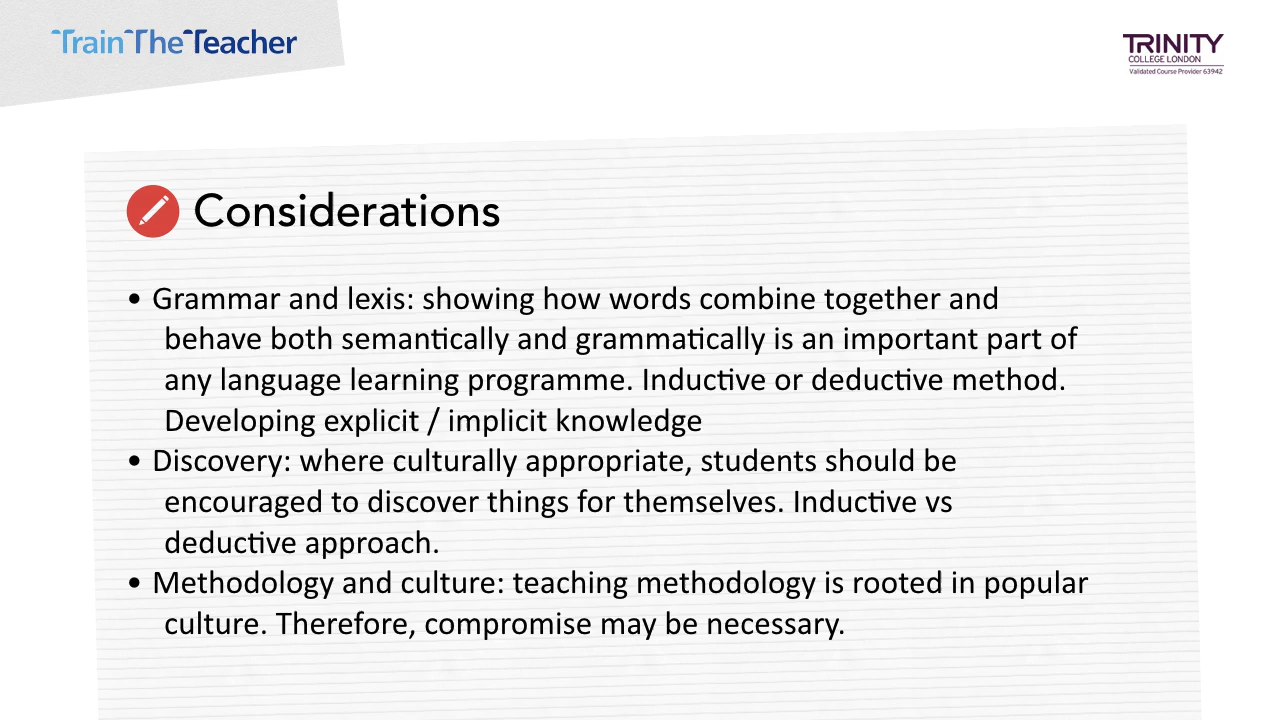 TrainTheTeacher
TRINITY
COLLEGE LONDON
Validated Course Provider 63942
Considerations
• Grammar and lexis: showing how words combine together and
behave both semantically and grammatically is an important part of
any language learning programme. Inductive or deductive method.
Developing explicit / implicit knowledge
• Discovery: where culturally appropriate, students should be
encouraged to discover things for themselves. Inductive vs
deductive approach.
• Methodology and culture: teaching methodology is rooted in popular
culture. Therefore, compromise may be necessary.